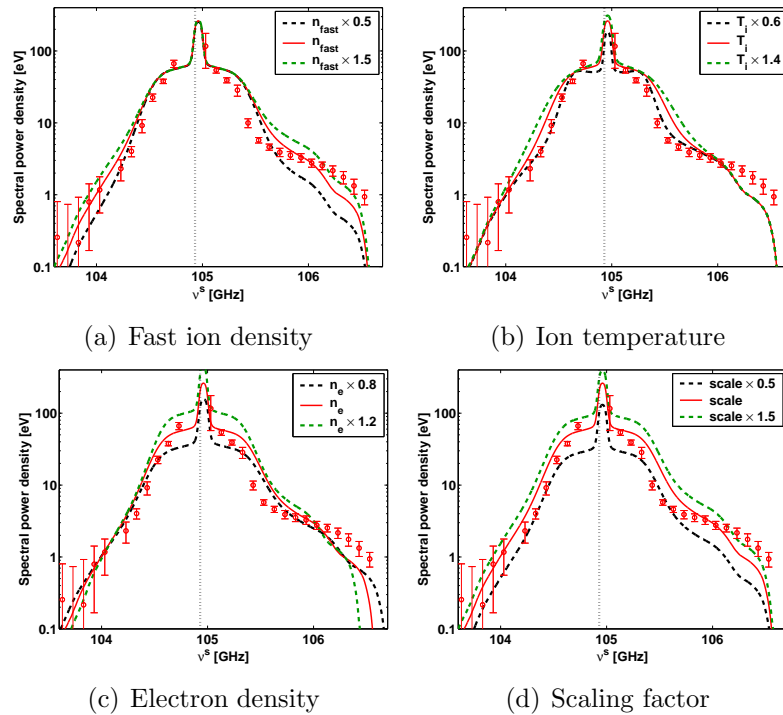 Spectral power density [eV]
100
10
1
0.1
104 105 106
ν^s [GHz]
n_fast × 0.5
n_fast
n_fast × 1.5
(a) Fast ion density
Spectral power density [eV]
100
10
1
0.1
104 105 106
ν^s [GHz]
T_i × 0.6
T_i
T_i × 1.4
(b) Ion temperature
Spectral power density [eV]
100
10
1
0.1
104 105 106
ν^s [GHz]
n_e × 0.8
n_e
n_e × 1.2
(c) Electron density
Spectral power density [eV]
100
10
1
0.1
104 105 106
ν^s [GHz]
scale × 0.5
scale
scale × 1.5
(d) Scaling factor